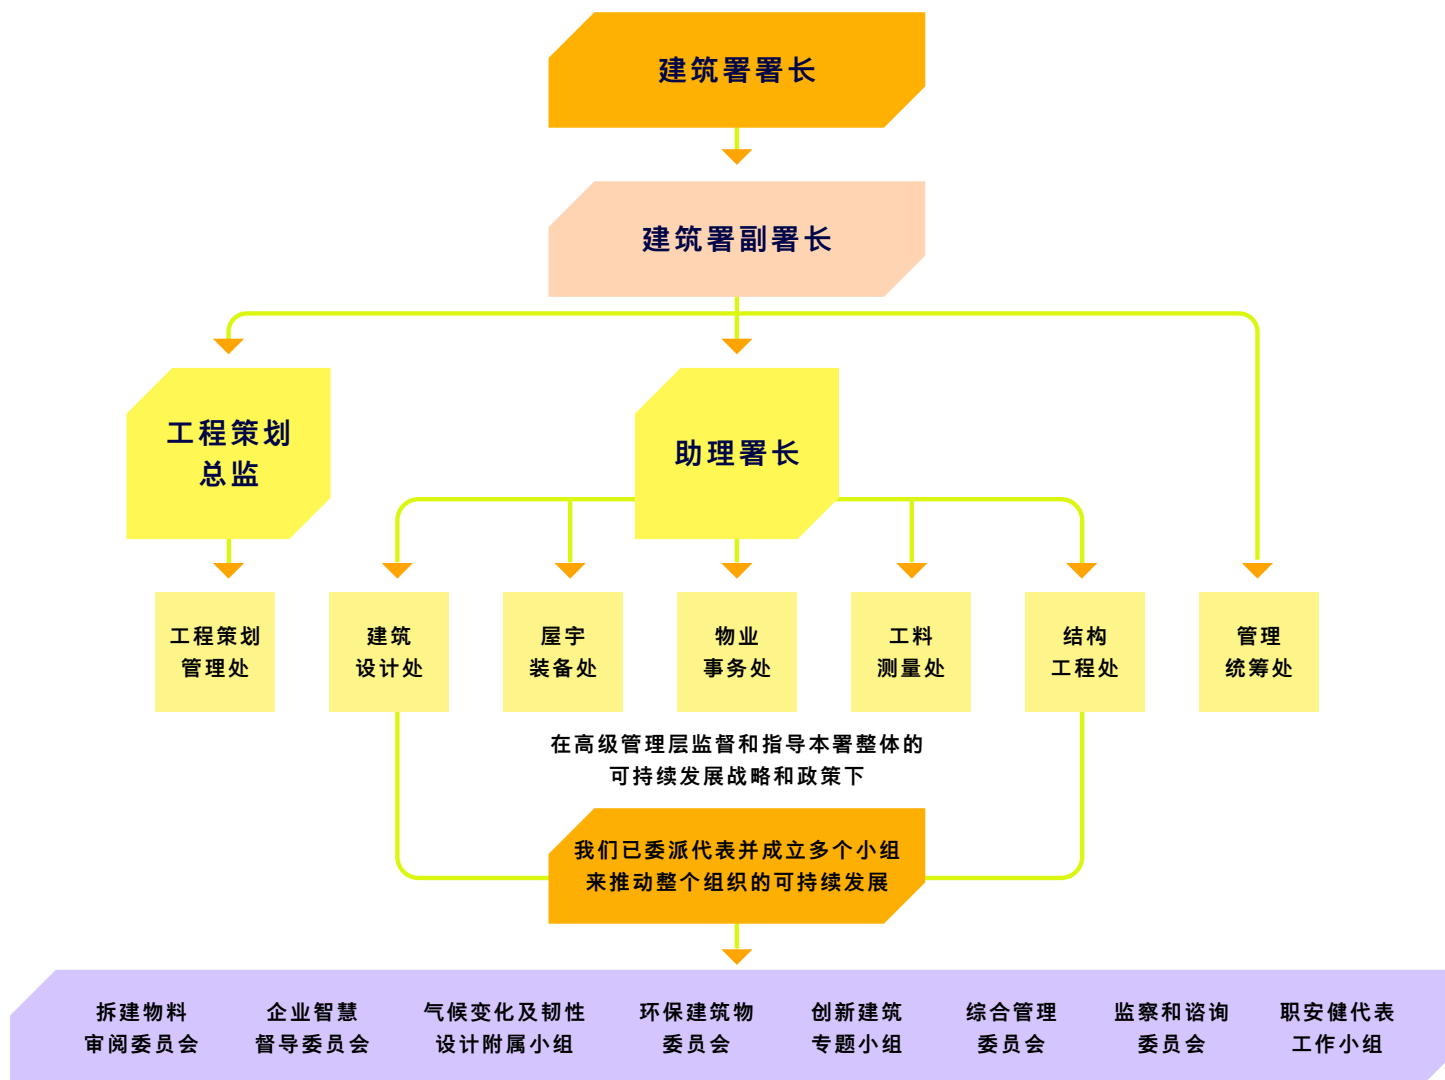 建筑署署长
建筑署副署长
工程策划
总监
助理署长
工程策划
管理处
建筑
设计处
屋宇
装备处
物业
事务处
工料
测量处
结构
工程处
管理
统筹处
在高级管理层监督和指导本署整体的
可持续发展战略和政策下
我们已委派代表并成立多个小组
来推动整个组织的可持续发展
拆建物料
审阅委员会
企业智慧
督导委员会
气候变化及韧性
设计附属小组
环保建筑物
委员会
创新建筑
专题小组
综合管理
委员会
监察和谘询
委员会
职安健代表
工作小组